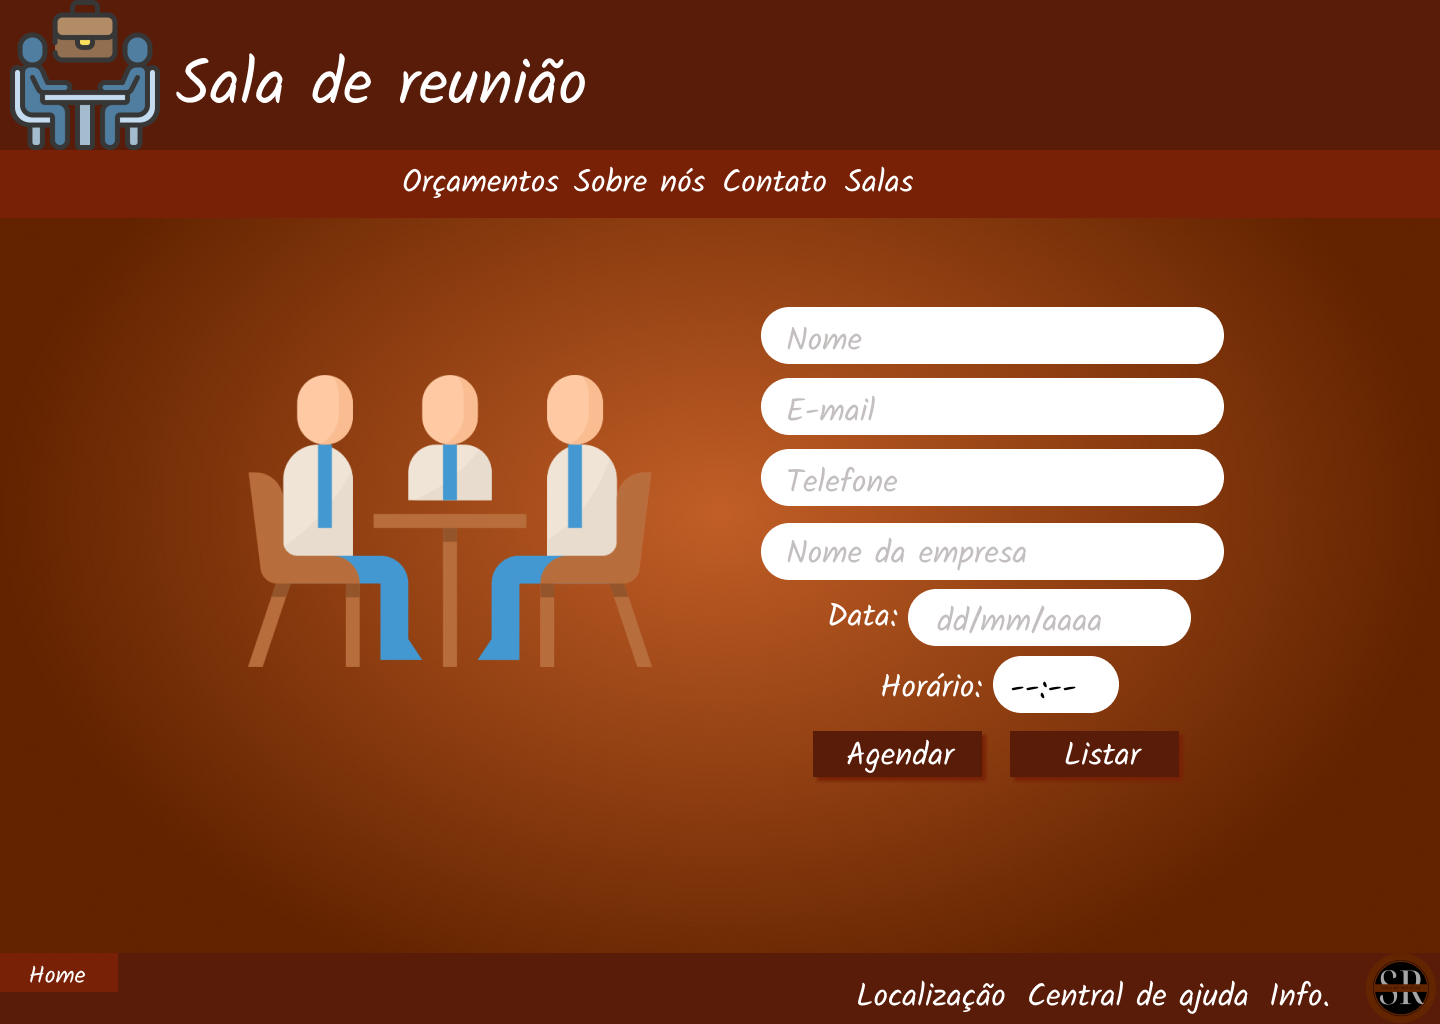 Sala de reunião
Orçamentos Sobre nós Contato Salas
Nome
E-mail
Telefone
Nome da empresa
Data: dd/mm/aaaa
Horário: --:--
Agendar Listar
Home
Localização Central de ajuda Info.
SR